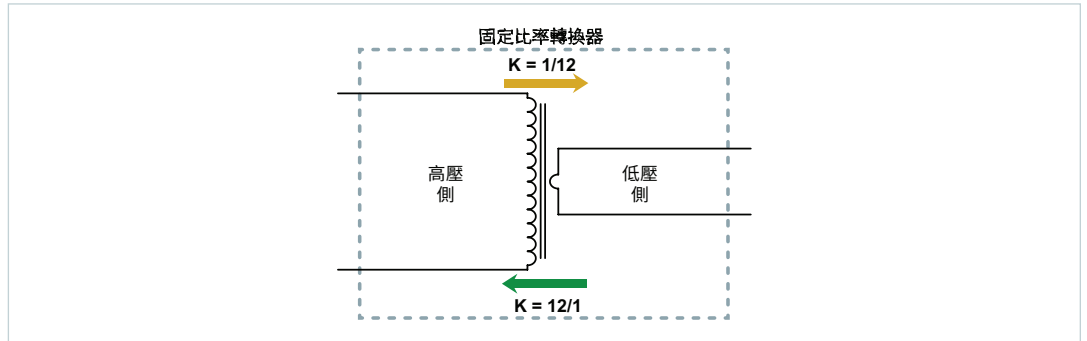 固定比率轉換器
K = 1/12
高壓
側
低壓
側
K = 12/1